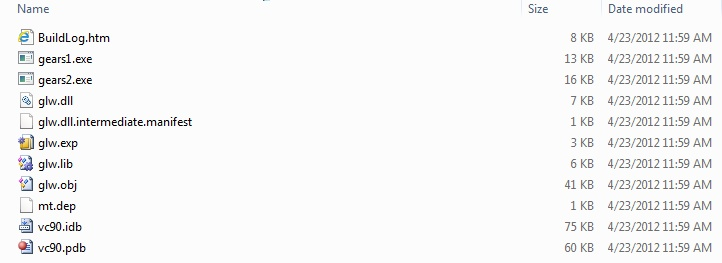 Name Size Date modified
BuildLog.htm 8 KB 4/23/2012 11:59 AM
gears1.exe 13 KB 4/23/2012 11:59 AM
gears2.exe 16 KB 4/23/2012 11:59 AM
glw.dll 7 KB 4/23/2012 11:59 AM
glw.dll.intermediate.manifest 1 KB 4/23/2012 11:59 AM
glw.exp 3 KB 4/23/2012 11:59 AM
glw.lib 6 KB 4/23/2012 11:59 AM
glw.obj 41 KB 4/23/2012 11:59 AM
mt.dep 1 KB 4/23/2012 11:59 AM
vc90.idb 75 KB 4/23/2012 11:59 AM
vc90.pdb 60 KB 4/23/2012 11:59 AM